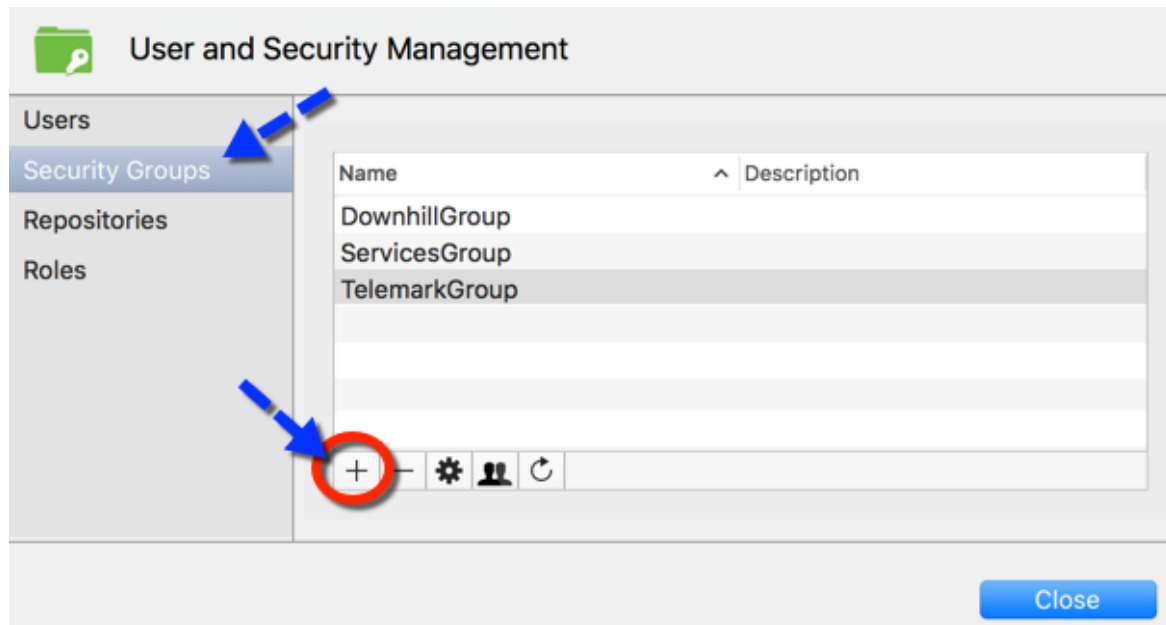 User and Security Management
Users
Security Groups
Repositories
Roles
Name Description
DownhillGroup
ServicesGroup
TelemarkGroup
Close